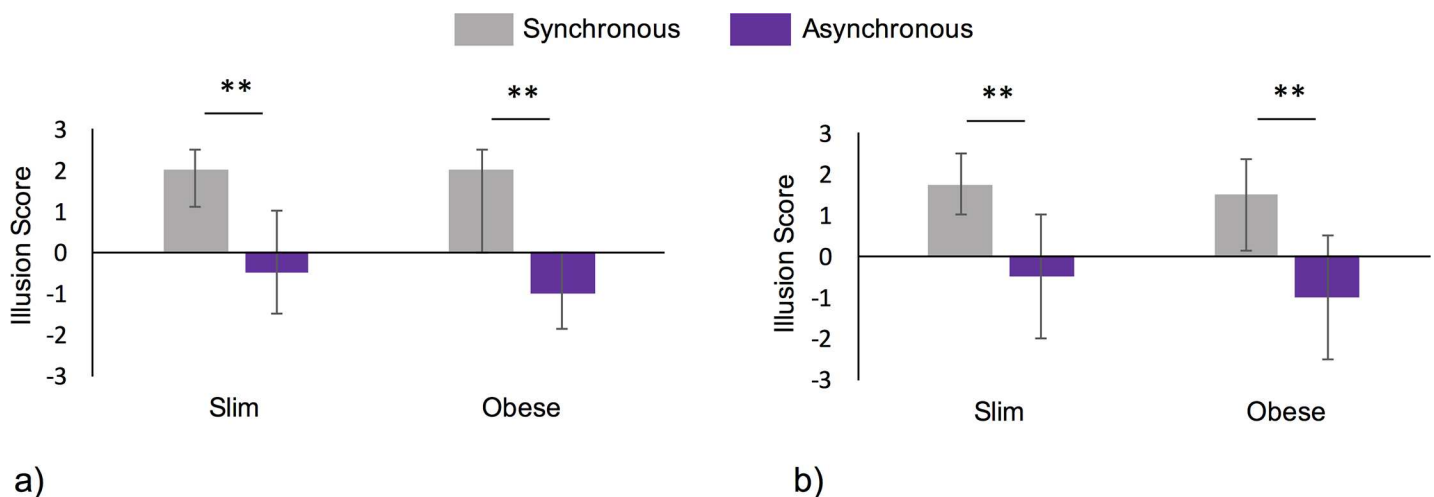 Synchronous Asynchronous
** **
3
2
1
0
-1
-2
-3
Illusion Score
Slim Obese
a)
** **
3
2
1
0
-1
-2
-3
Illusion Score
Slim Obese
b)